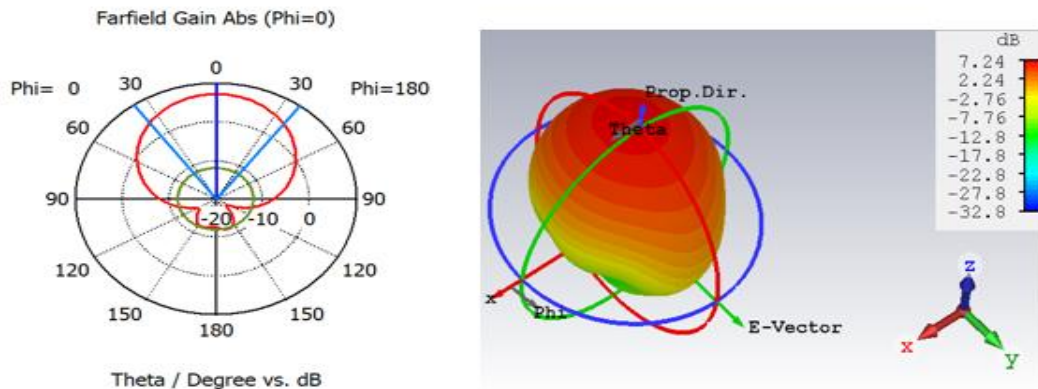 Farfield Gain Abs (Phi=0)
0
30 30
Phi= 0 Phi=180
60 60
90 90
-20 -10 0
120 120
150 150
180
Theta / Degree vs. dB
dB
7.24
2.24
-2.76
-7.76
-12.8
-17.8
-22.8
-27.8
-32.8
Prop.Dir.
Theta
x
Phi
E-Vector
z
x
y